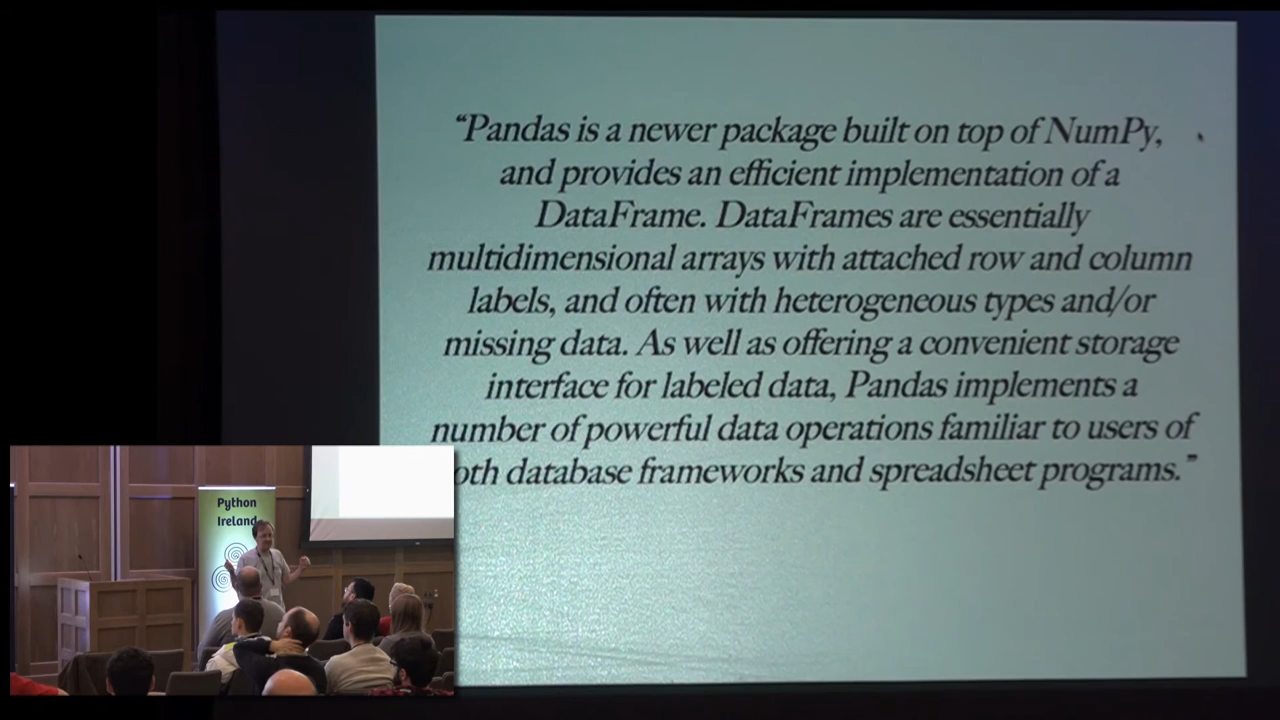 “Pandas is a newer package built on top of NumPy,
and provides an efficient implementation of a
DataFrame. DataFrames are essentially
multidimensional arrays with attached row and column
labels, and often with heterogeneous types and/or
missing data. As well as offering a convenient storage
interface for labeled data, Pandas implements a
number of powerful data operations familiar to users of
oth database frameworks and spreadsheet programs.”
Python
Ireland